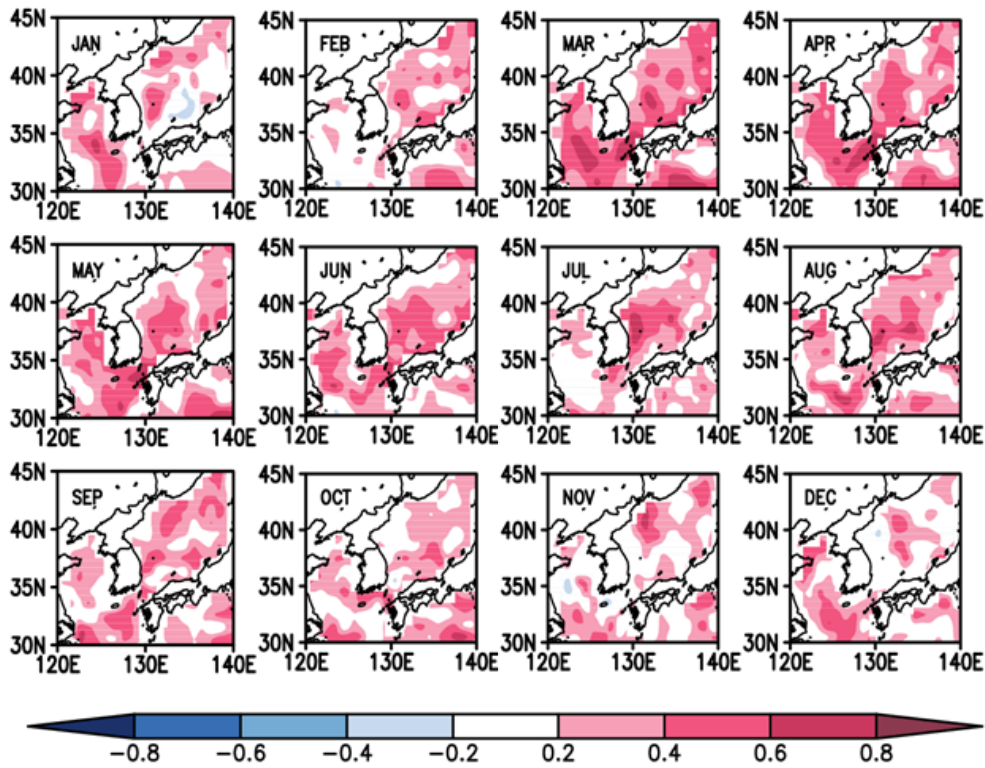 45N 45N 45N 45N
JAN FEB MAR APR
40N 40N 40N 40N
35N 35N 35N 35N
30N 30N 30N 30N
120E 130E 140E 120E 130E 140E 120E 130E 140E 120E 130E 140E
45N 45N 45N 45N
MAY JUN JUL AUG
40N 40N 40N 40N
35N 35N 35N 35N
30N 30N 30N 30N
120E 130E 140E 120E 130E 140E 120E 130E 140E 120E 130E 140E
45N 45N 45N 45N
SEP OCT NOV DEC
40N 40N 40N 40N
35N 35N 35N 35N
30N 30N 30N 30N
120E 130E 140E 120E 130E 140E 120E 130E 140E 120E 130E 140E
−0.8 −0.6 −0.4 −0.2 0.2 0.4 0.6 0.8